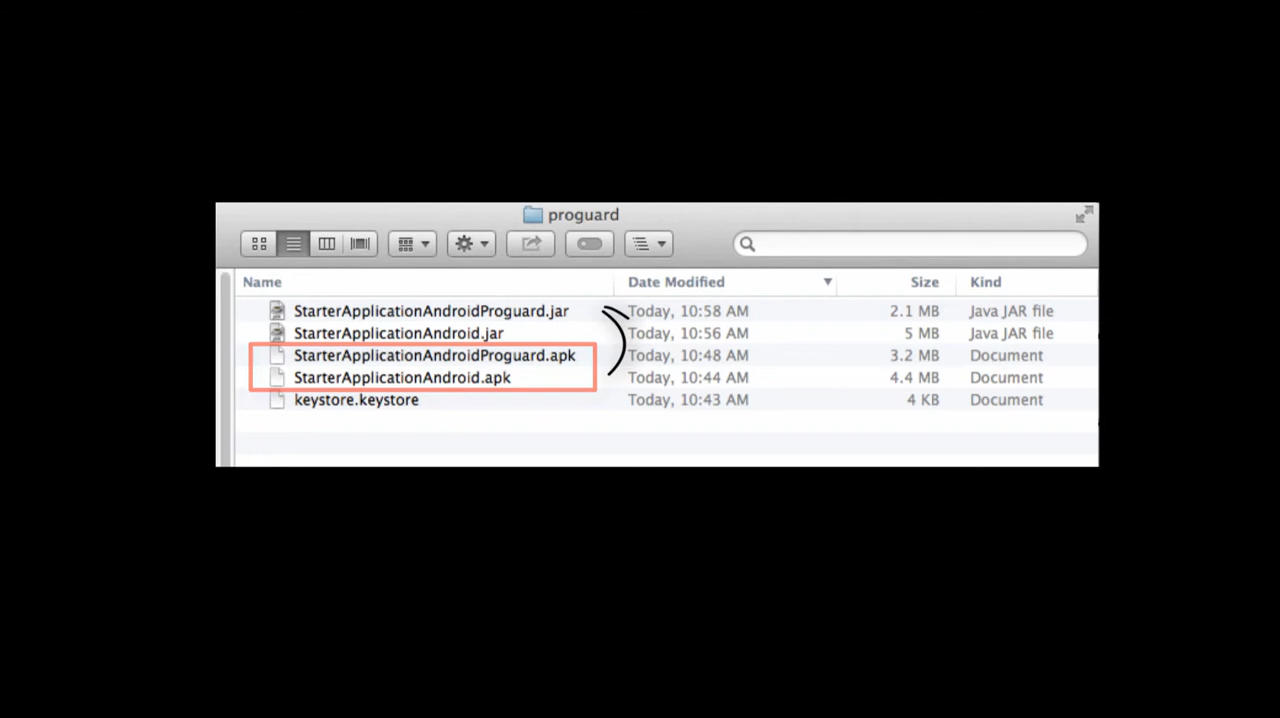 proguard
Name Date Modified Size Kind
StarterApplicationAndroidProguard.jar Today, 10:58 AM 2.1 MB Java JAR file
StarterApplicationAndroid.jar Today, 10:56 AM 5 MB Java JAR file
StarterApplicationAndroidProguard.apk Today, 10:48 AM 3.2 MB Document
StarterApplicationAndroid.apk Today, 10:44 AM 4.4 MB Document
keystore.keystore Today, 10:43 AM 4 KB Document